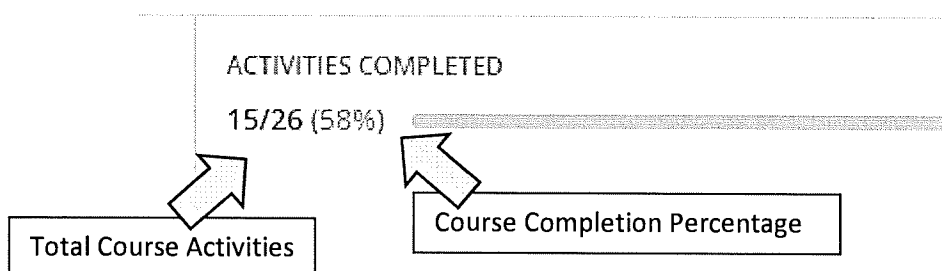 ACTIVITIES COMPLETED
15/26 (58%)
Course Completion Percentage
Total Course Activities